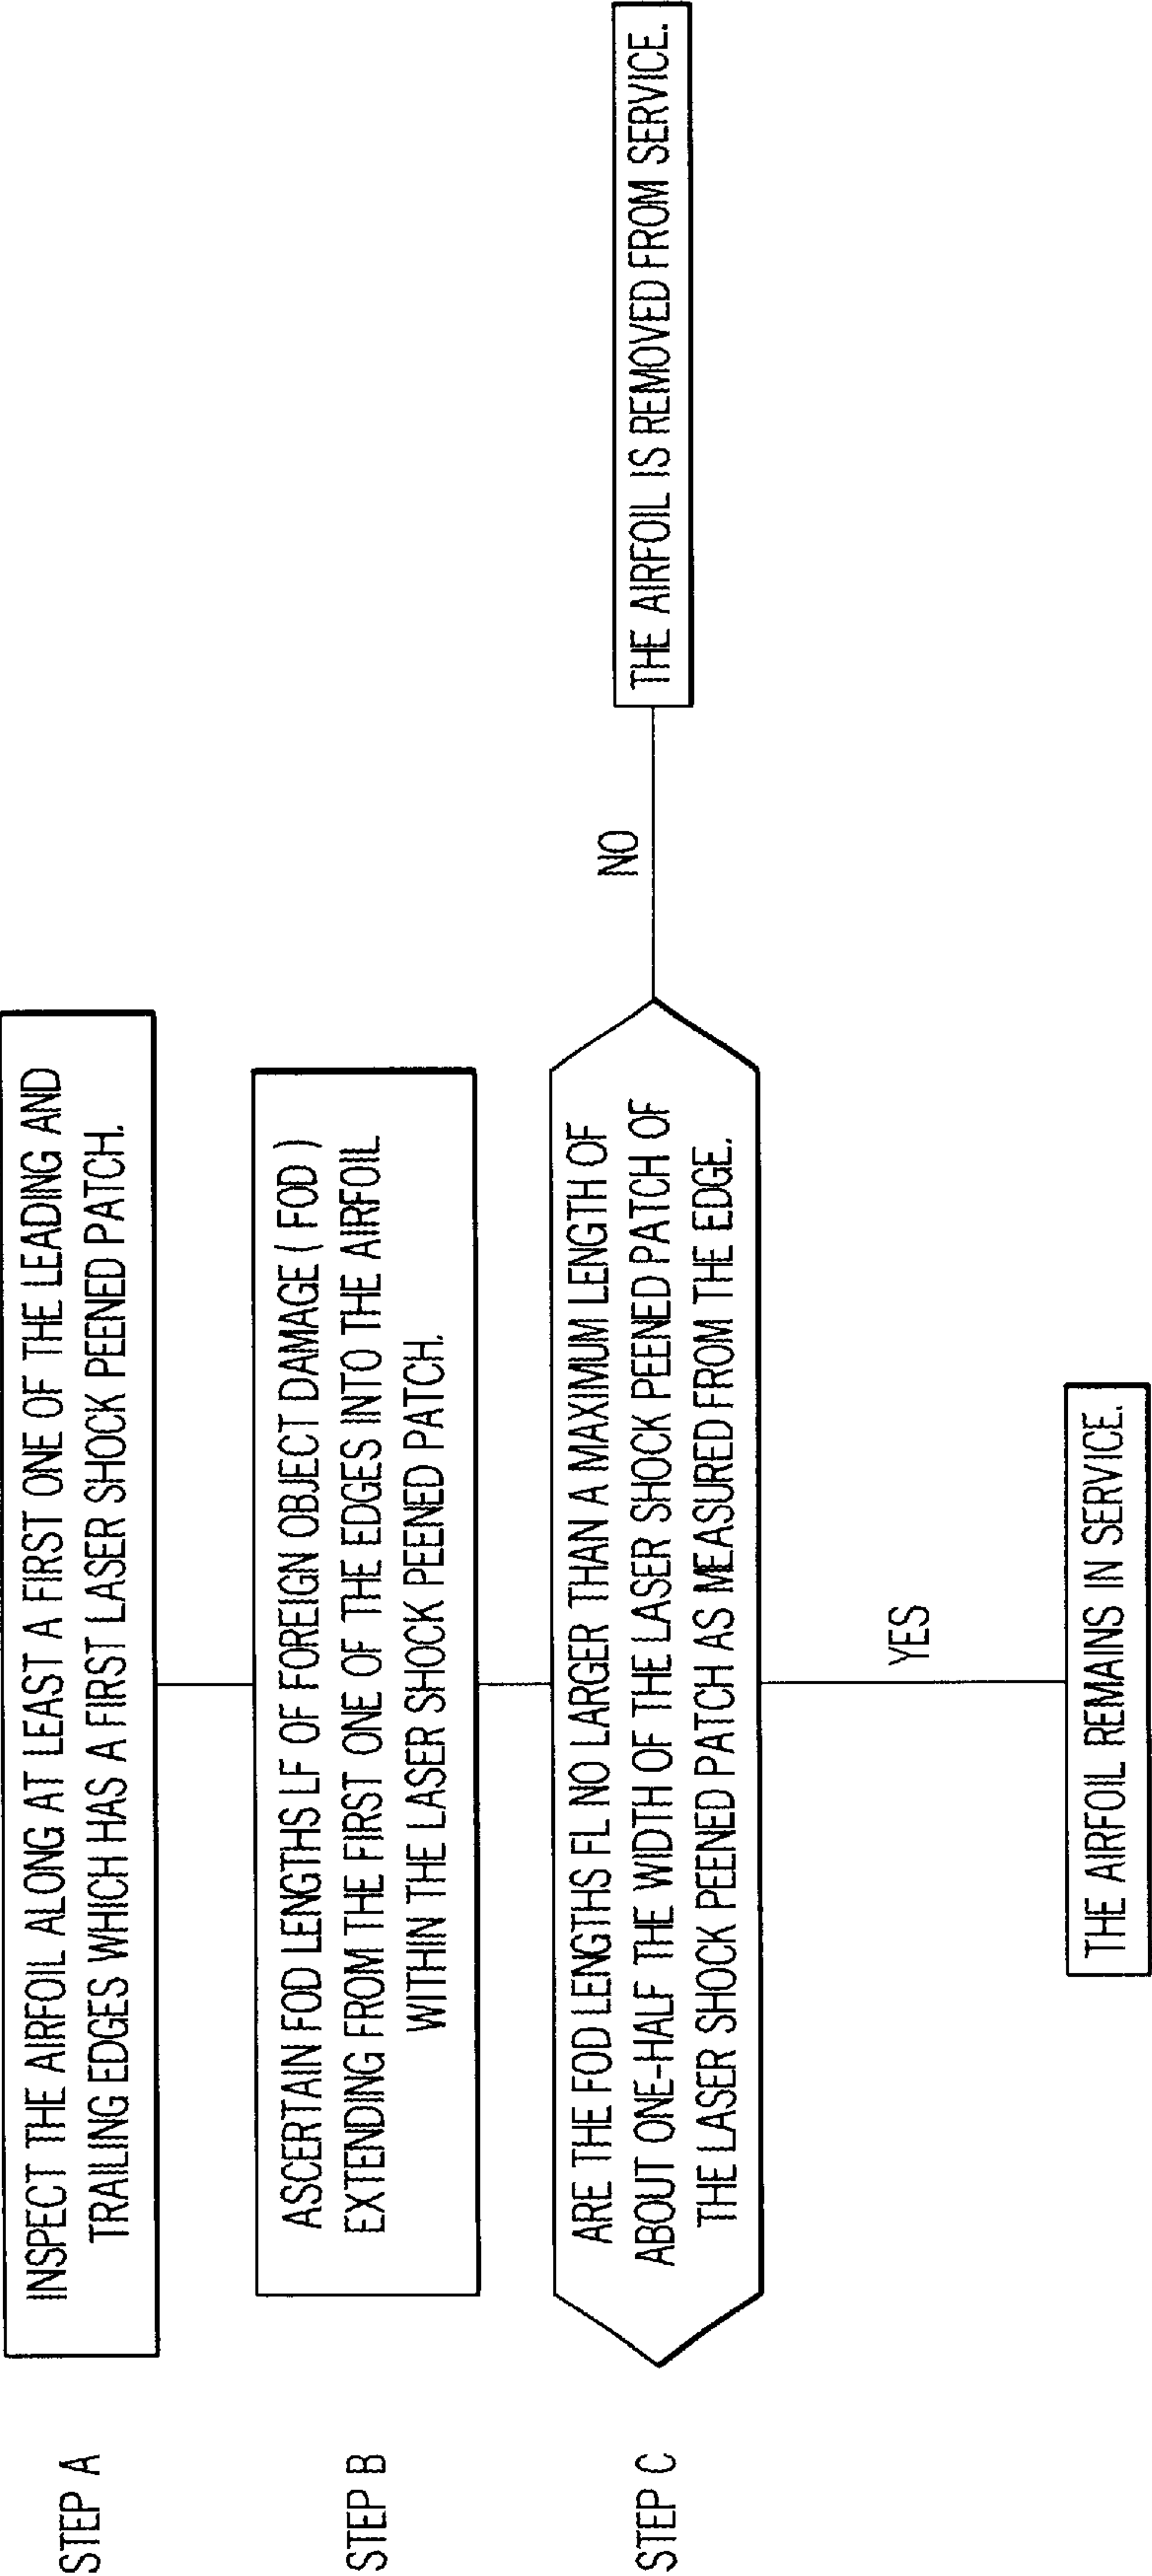 STEP A
INSPECT THE AIRFOIL ALONG AT LEAST A FIRST ONE OF THE LEADING AND
TRAILING EDGES WHICH HAS A FIRST LASER SHOCK PEENED PATCH.
STEP B
ASCERTAIN FOD LENGTHS LF OF FOREIGN OBJECT DAMAGE ( FOD )
EXTENDING FROM THE FIRST ONE OF THE EDGES INTO THE AIRFOIL
WITHIN THE LASER SHOCK PEENED PATCH.
STEP C
ARE THE FOD LENGTHS FL NO LARGER THAN A MAXIMUM LENGTH OF
ABOUT ONE-HALF THE WIDTH OF THE LASER SHOCK PEENED PATCH OF
THE LASER SHOCK PEENED PATCH AS MEASURED FROM THE EDGE.
NO
THE AIRFOIL IS REMOVED FROM SERVICE.
YES
THE AIRFOIL REMAINS IN SERVICE.